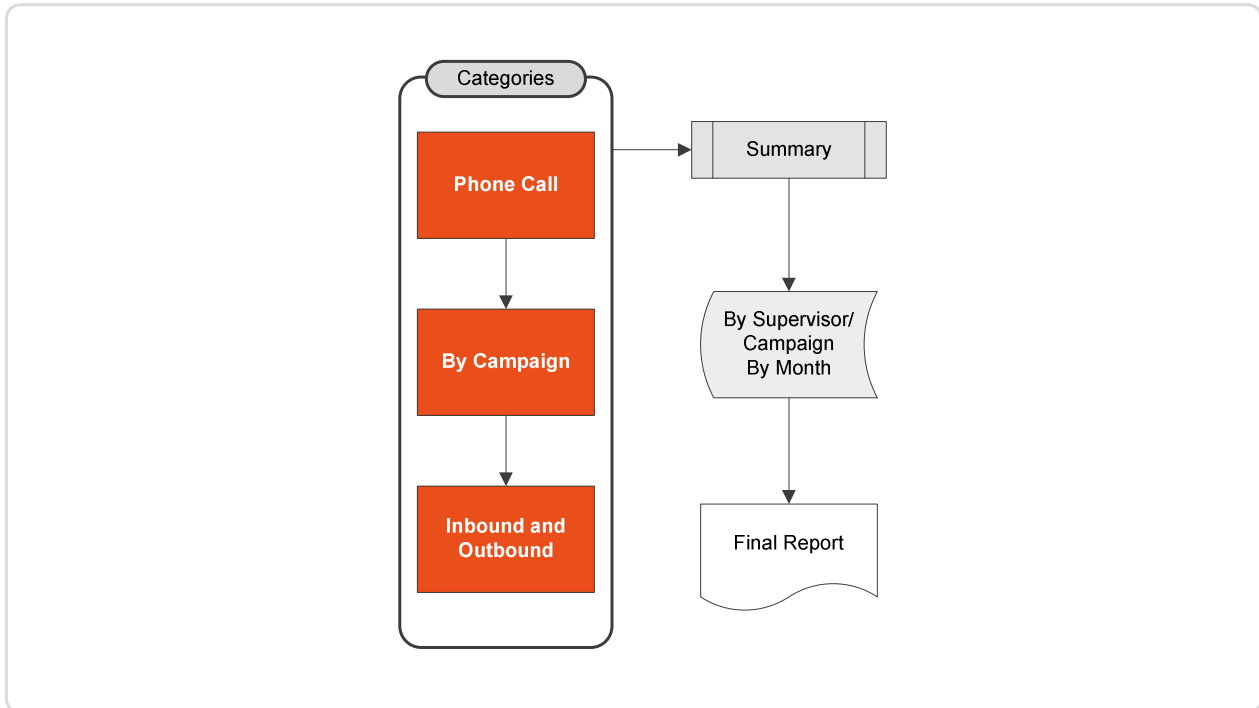 Categories
Phone Call
By Campaign
Inbound and
Outbound
Summary
By Supervisor/
Campaign
By Month
Final Report